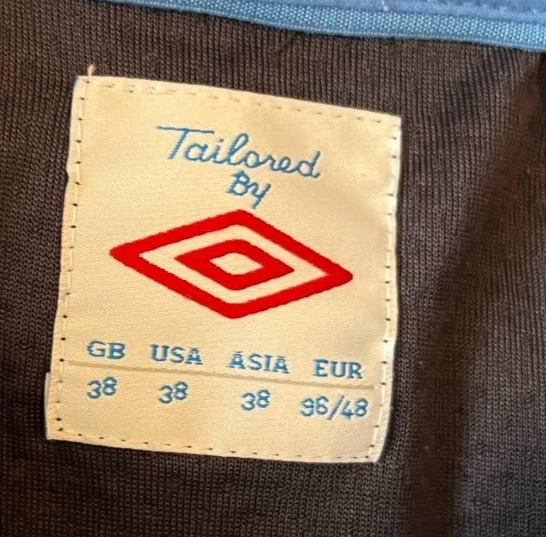 Tailored
By
GB USA ASIA EUR
38 38 38 96/48